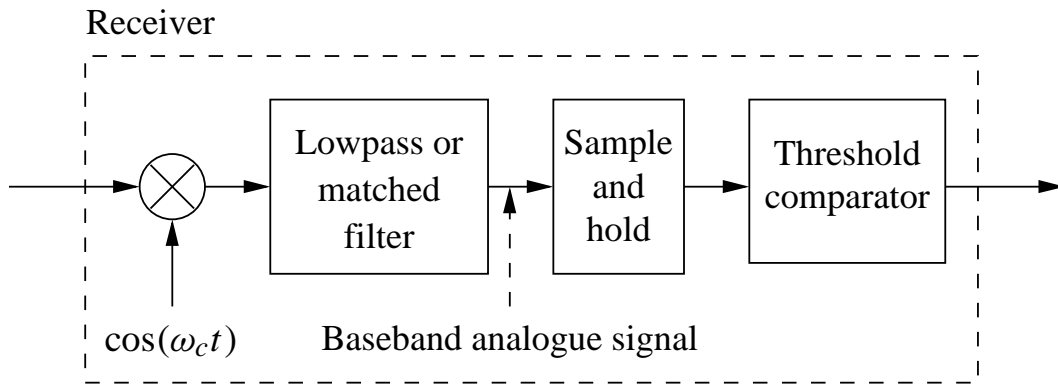 Receiver
Lowpass or
matched
filter
Sample
and
hold
Threshold
comparator
cos(ω_c t)
Baseband analogue signal